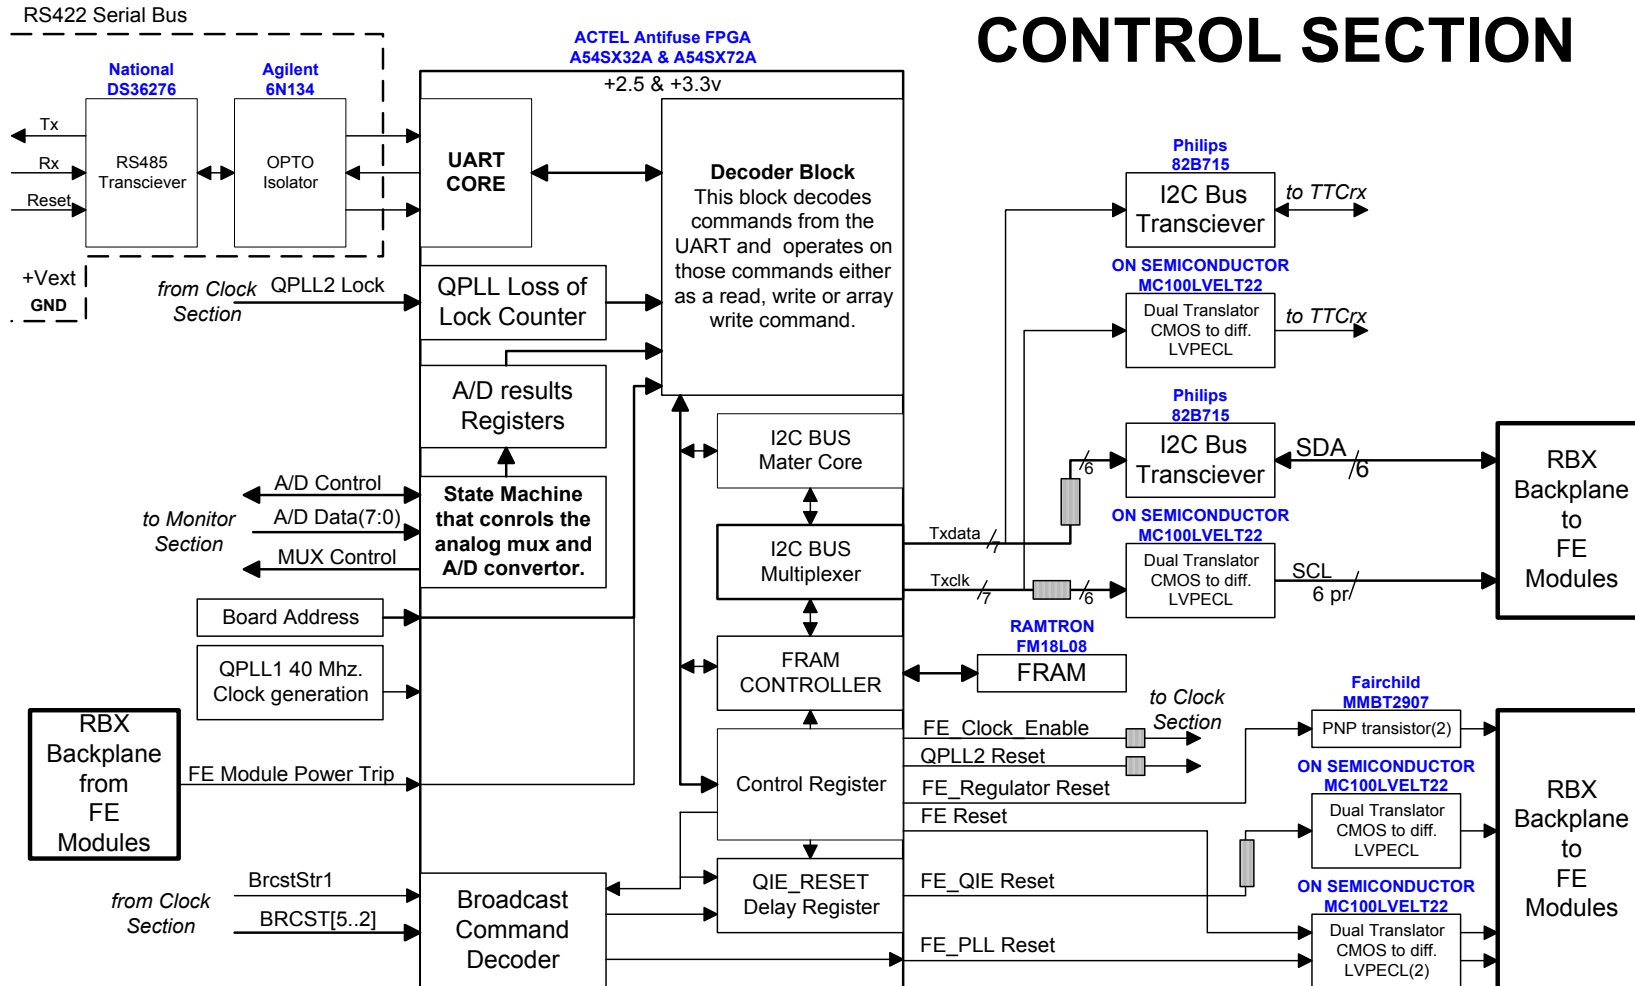 RS422 Serial Bus
CONTROL SECTION
ACTEL Antifuse FPGA
A54SX32A & A54SX72A
+2.5 & +3.3v
National
DS36276
Agilent
6N134
Tx
Rx
Reset
RS485
Transciever
OPTO
Isolator
UART
CORE
Decoder Block
This block decodes
commands from the
UART and operates on
those commands either
as a read, write or array
write command.
+Vext
GND
from Clock
Section
QPLL2 Lock
QPLL Loss of
Lock Counter
A/D results
Registers
A/D Control
to Monitor
Section
A/D Data(7:0)
MUX Control
State Machine
that conrols the
analog mux and
A/D convertor.
Board Address
QPLL1 40 Mhz.
Clock generation
RBX
Backplane
from
FE
Modules
FE Module Power Trip
from Clock
Section
BrcstStr1
BRCST[5..2]
Broadcast
Command
Decoder
I2C BUS
Mater Core
I2C BUS
Multiplexer
FRAM
CONTROLLER
Control Register
QIE_RESET
Delay Register
Txdata
7
Txclk
7
6
6
Philips
82B715
I2C Bus
Transciever
to TTCrx
ON SEMICONDUCTOR
MC100LVELT22
Dual Translator
CMOS to diff.
LVPECL
to TTCrx
Philips
82B715
I2C Bus
Transciever
SDA
6
ON SEMICONDUCTOR
MC100LVELT22
Dual Translator
CMOS to diff.
LVPECL
SCL
6 pr
RBX
Backplane
to
FE
Modules
RAMTRON
FM18L08
FRAM
to Clock
Section
FE_Clock_Enable
QPLL2 Reset
FE_Regulator Reset
FE Reset
FE_QIE Reset
FE_PLL Reset
Fairchild
MMBT2907
PNP transistor(2)
ON SEMICONDUCTOR
MC100LVELT22
Dual Translator
CMOS to diff.
LVPECL
ON SEMICONDUCTOR
MC100LVELT22
Dual Translator
CMOS to diff.
LVPECL(2)
RBX
Backplane
to
FE
Modules